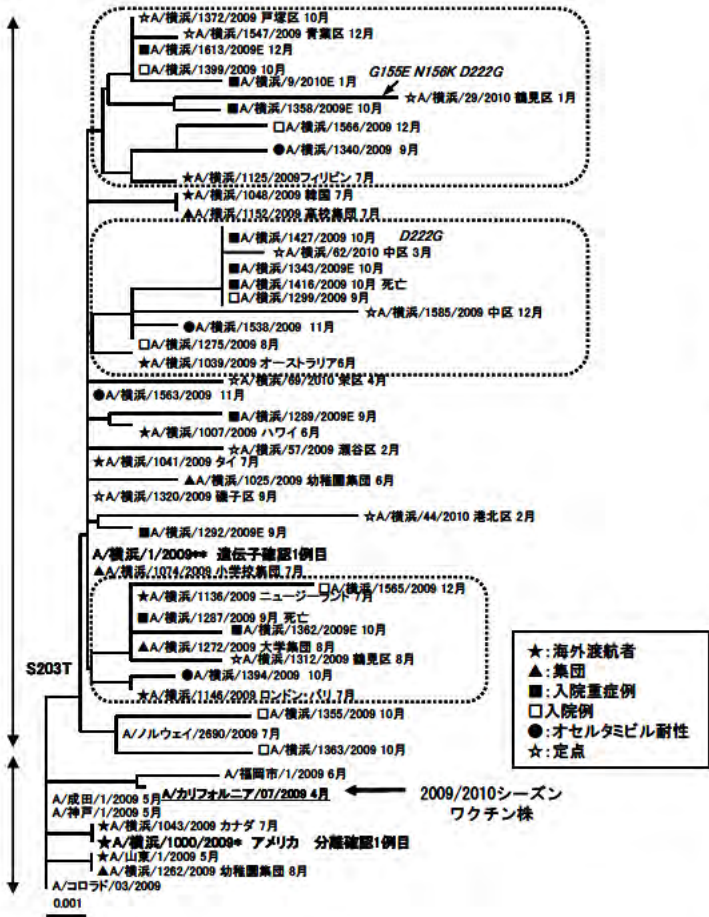 ☆A/横浜/1372/2009 戸塚区 10月
☆A/横浜/1547/2009 青葉区 12月
■A/横浜/1613/2009E 12月
□A/横浜/1399/2009 10月
■A/横浜/9/2010E 1月
G155E N156K D222G
☆A/横浜/29/2010 鶴見区 1月
■A/横浜/1358/2009E 10月
□A/横浜/1566/2009 12月
●A/横浜/1340/2009 9月
★A/横浜/1125/2009フィリピン 7月
★A/横浜/1048/2009 韓国 7月
▲A/横浜/1152/2009 高校集団 7月
■A/横浜/1427/2009 10月 D222G
☆A/横浜/62/2010 中区 3月
■A/横浜/1343/2009E 10月
■A/横浜/1416/2009 10月 死亡
□A/横浜/1299/2009 9月
☆A/横浜/1585/2009 中区 12月
●A/横浜/1538/2009 11月
□A/横浜/1275/2009 8月
★A/横浜/1039/2009 オーストラリア6月
☆A/横浜/69/2010 栄区 4月
●A/横浜/1563/2009 11月
■A/横浜/1289/2009E 9月
★A/横浜/1007/2009 ハワイ 6月
☆A/横浜/57/2009 瀬谷区 2月
★A/横浜/1041/2009 タイ 7月
▲A/横浜/1025/2009 幼稚園集団 6月
☆A/横浜/1320/2009 磯子区 9月
☆A/横浜/44/2010 港北区 2月
■A/横浜/1292/2009E 9月
A/横浜/1/2009** 遺伝子確認1例目
▲A/横浜/1074/2009 小学校集団 7月
□A/横浜/1565/2009 12月
★A/横浜/1136/2009 ニュージーランド 7月
■A/横浜/1287/2009 9月 死亡
■A/横浜/1362/2009E 10月
▲A/横浜/1272/2009 大学集団 8月
☆A/横浜/1312/2009 鶴見区 8月
S203T
●A/横浜/1394/2009 10月
★A/横浜/1146/2009 ロンドン・パリ 7月
□A/横浜/1355/2009 10月
A/ノルウェイ/2690/2009 7月
□A/横浜/1363/2009 10月
A/福岡市/1/2009 6月
A/カリフォルニア/07/2009 4月
A/成田/1/2009 5月
A/神戸/1/2009 5月
★A/横浜/1043/2009 カナダ 7月
★A/横浜/1000/2009* アメリカ 分離確認1例目
★A/山東/1/2009 5月
▲A/横浜/1262/2009 幼稚園集団 8月
A/コロラド/03/2009
0.001
2009/2010シーズン
ワクチン株
★:海外渡航者
▲:集団
■:入院重症例
□入院例
●:オセルタミビル耐性
☆:定点